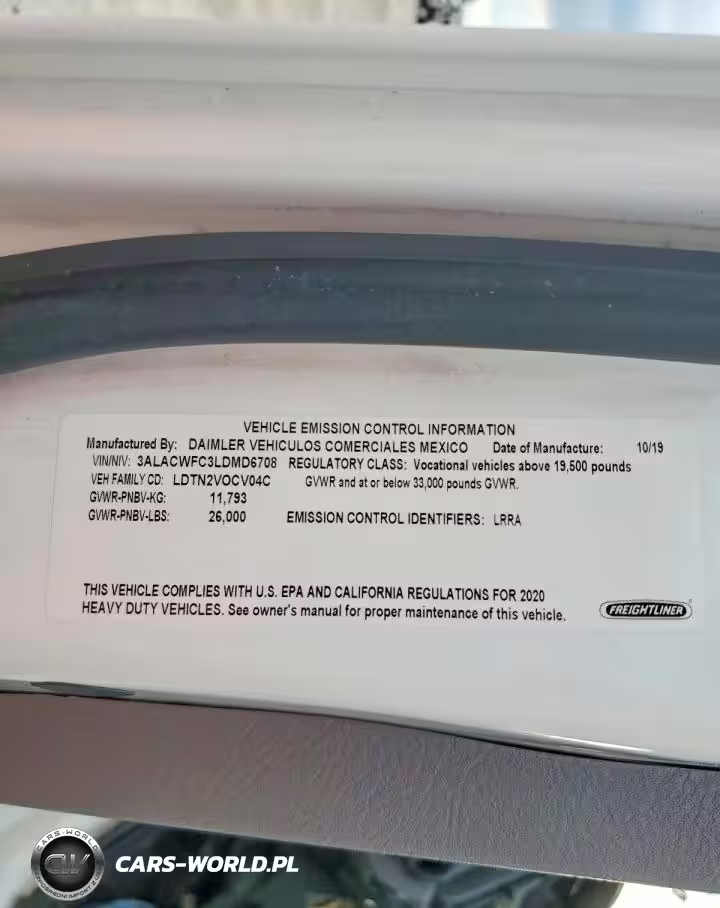 VEHICLE EMISSION CONTROL INFORMATION
Manufactured By: DAIMLER VEHICULOS COMERCIALES MEXICO Date of Manufacture: 10/19
VIN/NIV: 3ALACWFC3LDMD6708 REGULATORY CLASS: Vocational vehicles above 19,500 pounds
VEH FAMILY CD: LDTN2VOCV04C GVWR and at or below 33,000 pounds GVWR.
GVWR-PNBV-KG: 11,793
GVWR-PNBV-LBS: 26,000 EMISSION CONTROL IDENTIFIERS: LRRA
THIS VEHICLE COMPLIES WITH U.S. EPA AND CALIFORNIA REGULATIONS FOR 2020
HEAVY DUTY VEHICLES. See owner's manual for proper maintenance of this vehicle.
FREIGHTLINER
CARS-WORLD
CW
CARS-WORLD.PL